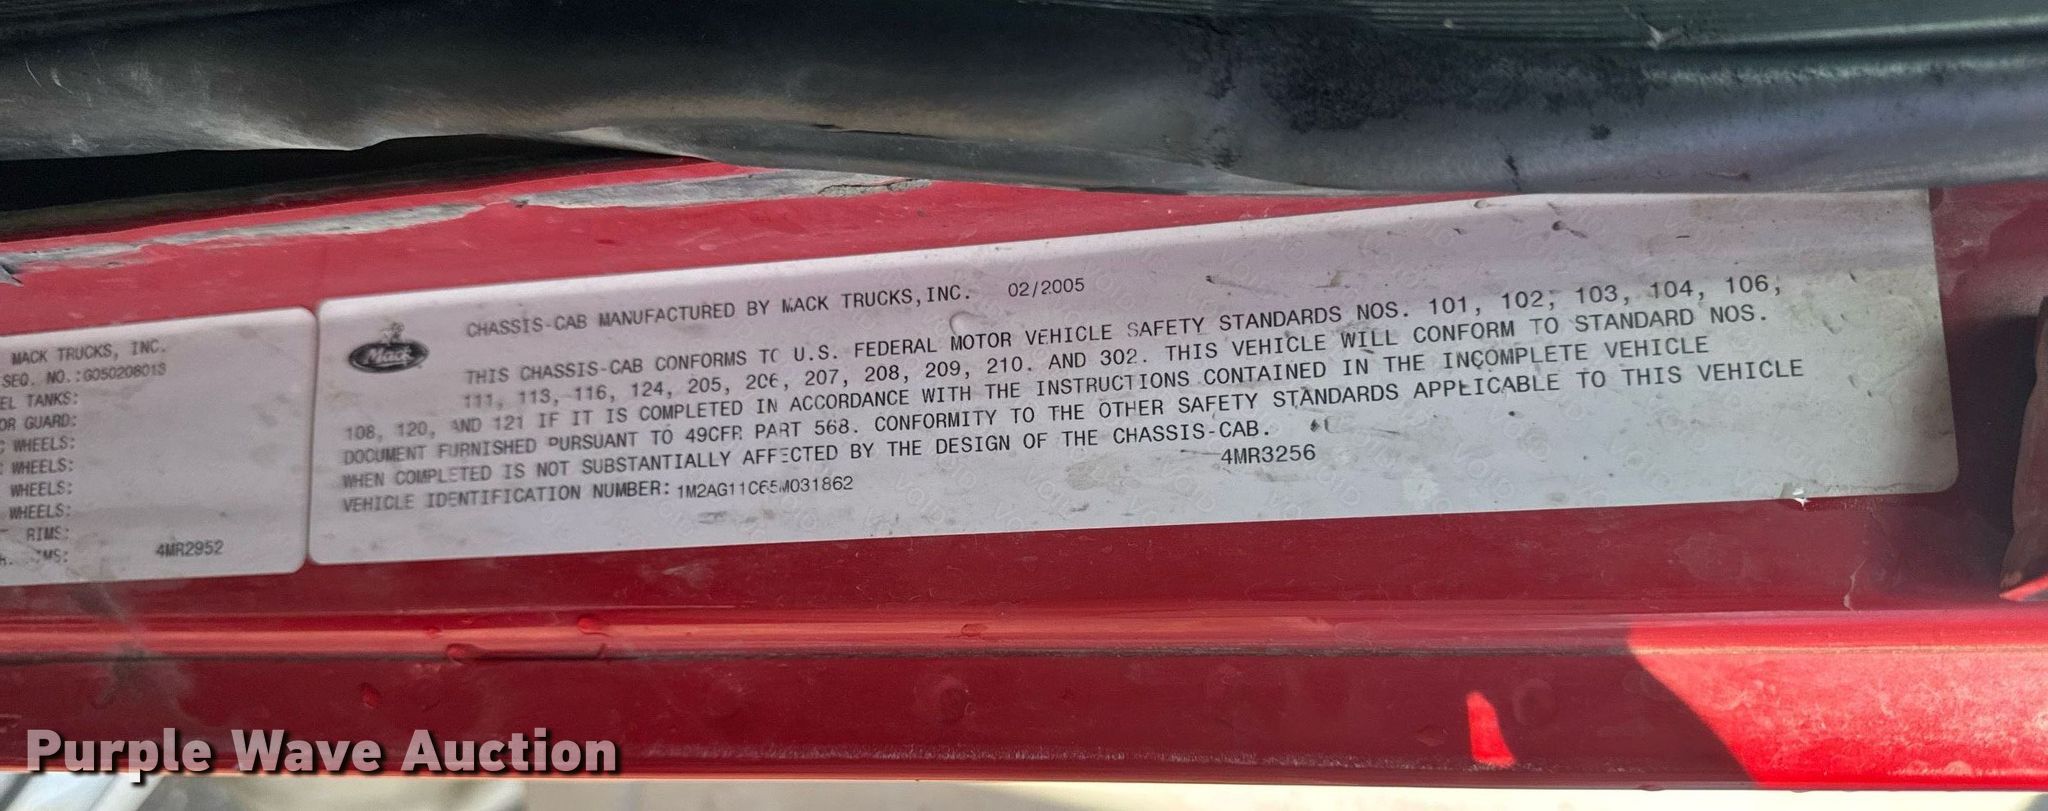 MACK TRUCKS, INC.
SEQ. NO.:G050208013
EL TANKS:
OR GUARD:
C WHEELS:
WHEELS:
WHEELS:
WHEELS:
RIMS:
MS:
4MR2952
Mack
CHASSIS-CAB MANUFACTURED BY MACK TRUCKS,INC. 02/2005
THIS CHASSIS-CAB CONFORMS TO U.S. FEDERAL MOTOR VEHICLE SAFETY STANDARDS NOS. 101, 102, 103, 104, 106,
111, 113, 116, 124, 205, 206, 207, 208, 209, 210. AND 302. THIS VEHICLE WILL CONFORM TO STANDARD NOS.
108, 120, AND 121 IF IT IS COMPLETED IN ACCORDANCE WITH THE INSTRUCTIONS CONTAINED IN THE INCOMPLETE VEHICLE
DOCUMENT FURNISHED PURSUANT TO 49CFR PART 568. CONFORMITY TO THE OTHER SAFETY STANDARDS APPLICABLE TO THIS VEHICLE
WHEN COMPLETED IS NOT SUBSTANTIALLY AFFECTED BY THE DESIGN OF THE CHASSIS-CAB.
VEHICLE IDENTIFICATION NUMBER: 1M2AG11C65M031862 4MR3256
Purple Wave Auction